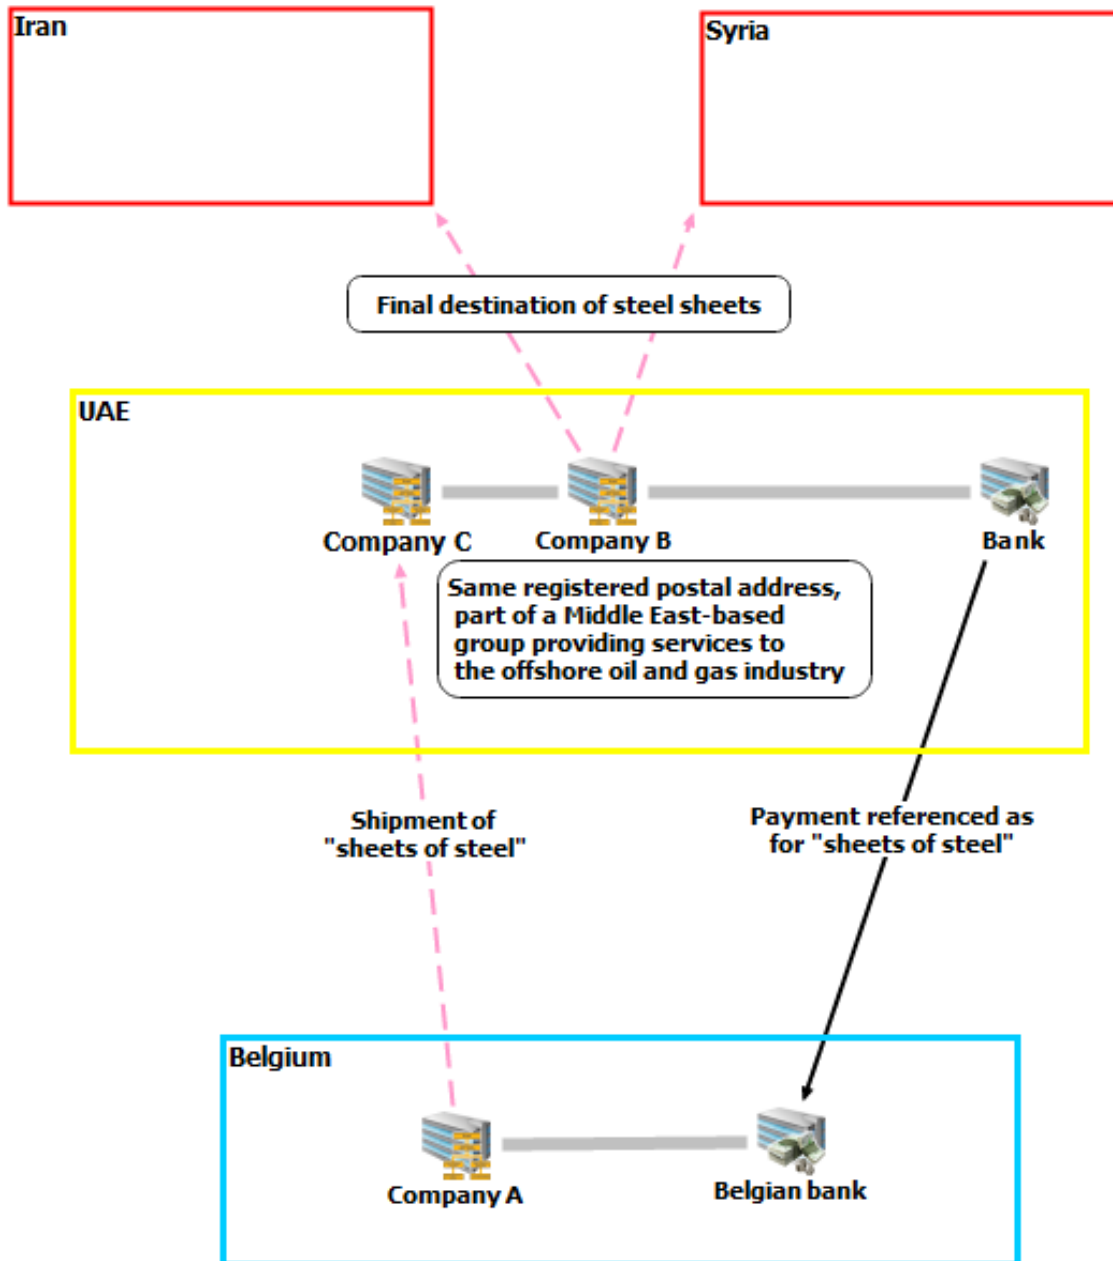 Iran
Syria
Final destination of steel sheets
UAE
Company C
Company B
Bank
Same registered postal address,
part of a Middle East-based
group providing services to
the offshore oil and gas industry
Shipment of
"sheets of steel"
Payment referenced as
for "sheets of steel"
Belgium
Company A
Belgian bank